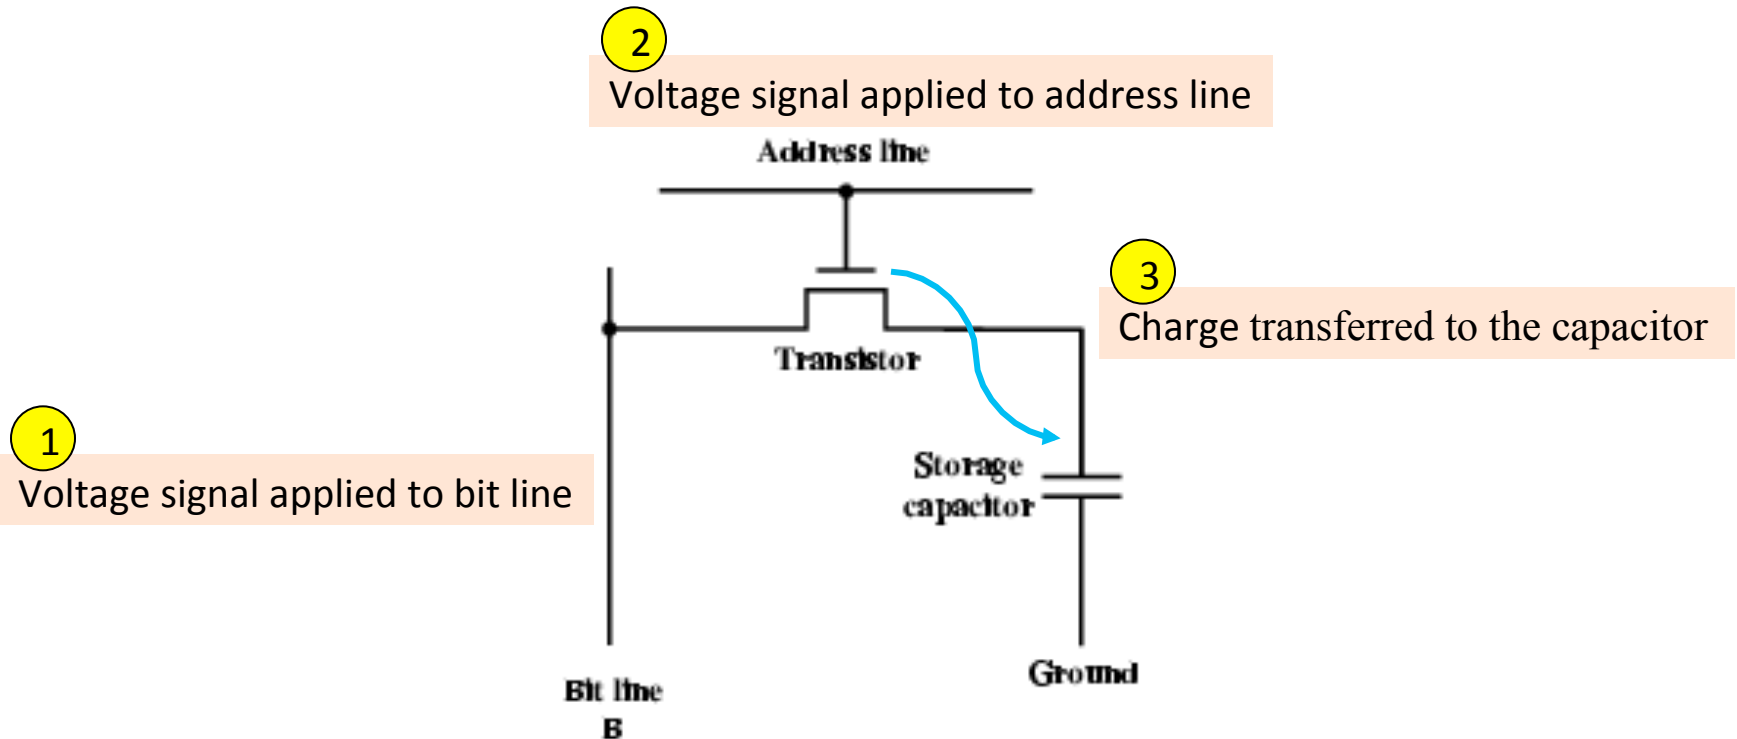 2
Voltage signal applied to address line
Address line
3
Charge transferred to the capacitor
Transistor
1
Voltage signal applied to bit line
Storage
capacitor
Ground
Bit line
B